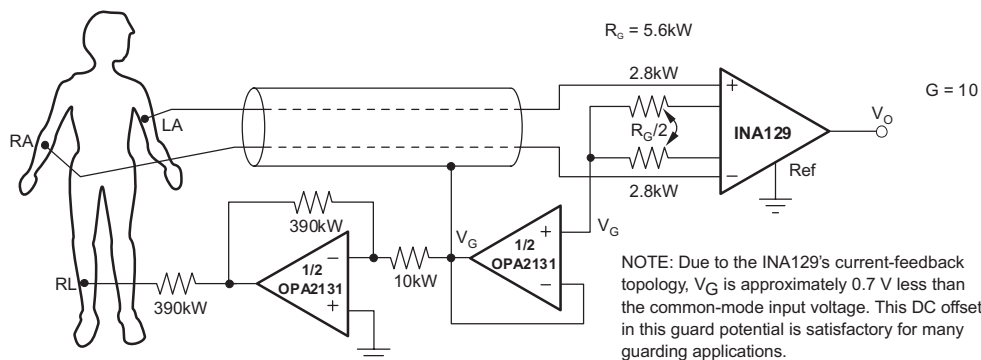 R_G = 5.6kW
2.8kW
G = 10
LA
RA
R_G/2
+
INA129
−
V_O
Ref
2.8kW
390kW
V_G
+
1/2
OPA2131
−
V_G
−
1/2
OPA2131
+
10kW
RL
390kW
NOTE: Due to the INA129's current-feedback
topology, V_G is approximately 0.7 V less than
the common-mode input voltage. This DC offset
in this guard potential is satisfactory for many
guarding applications.